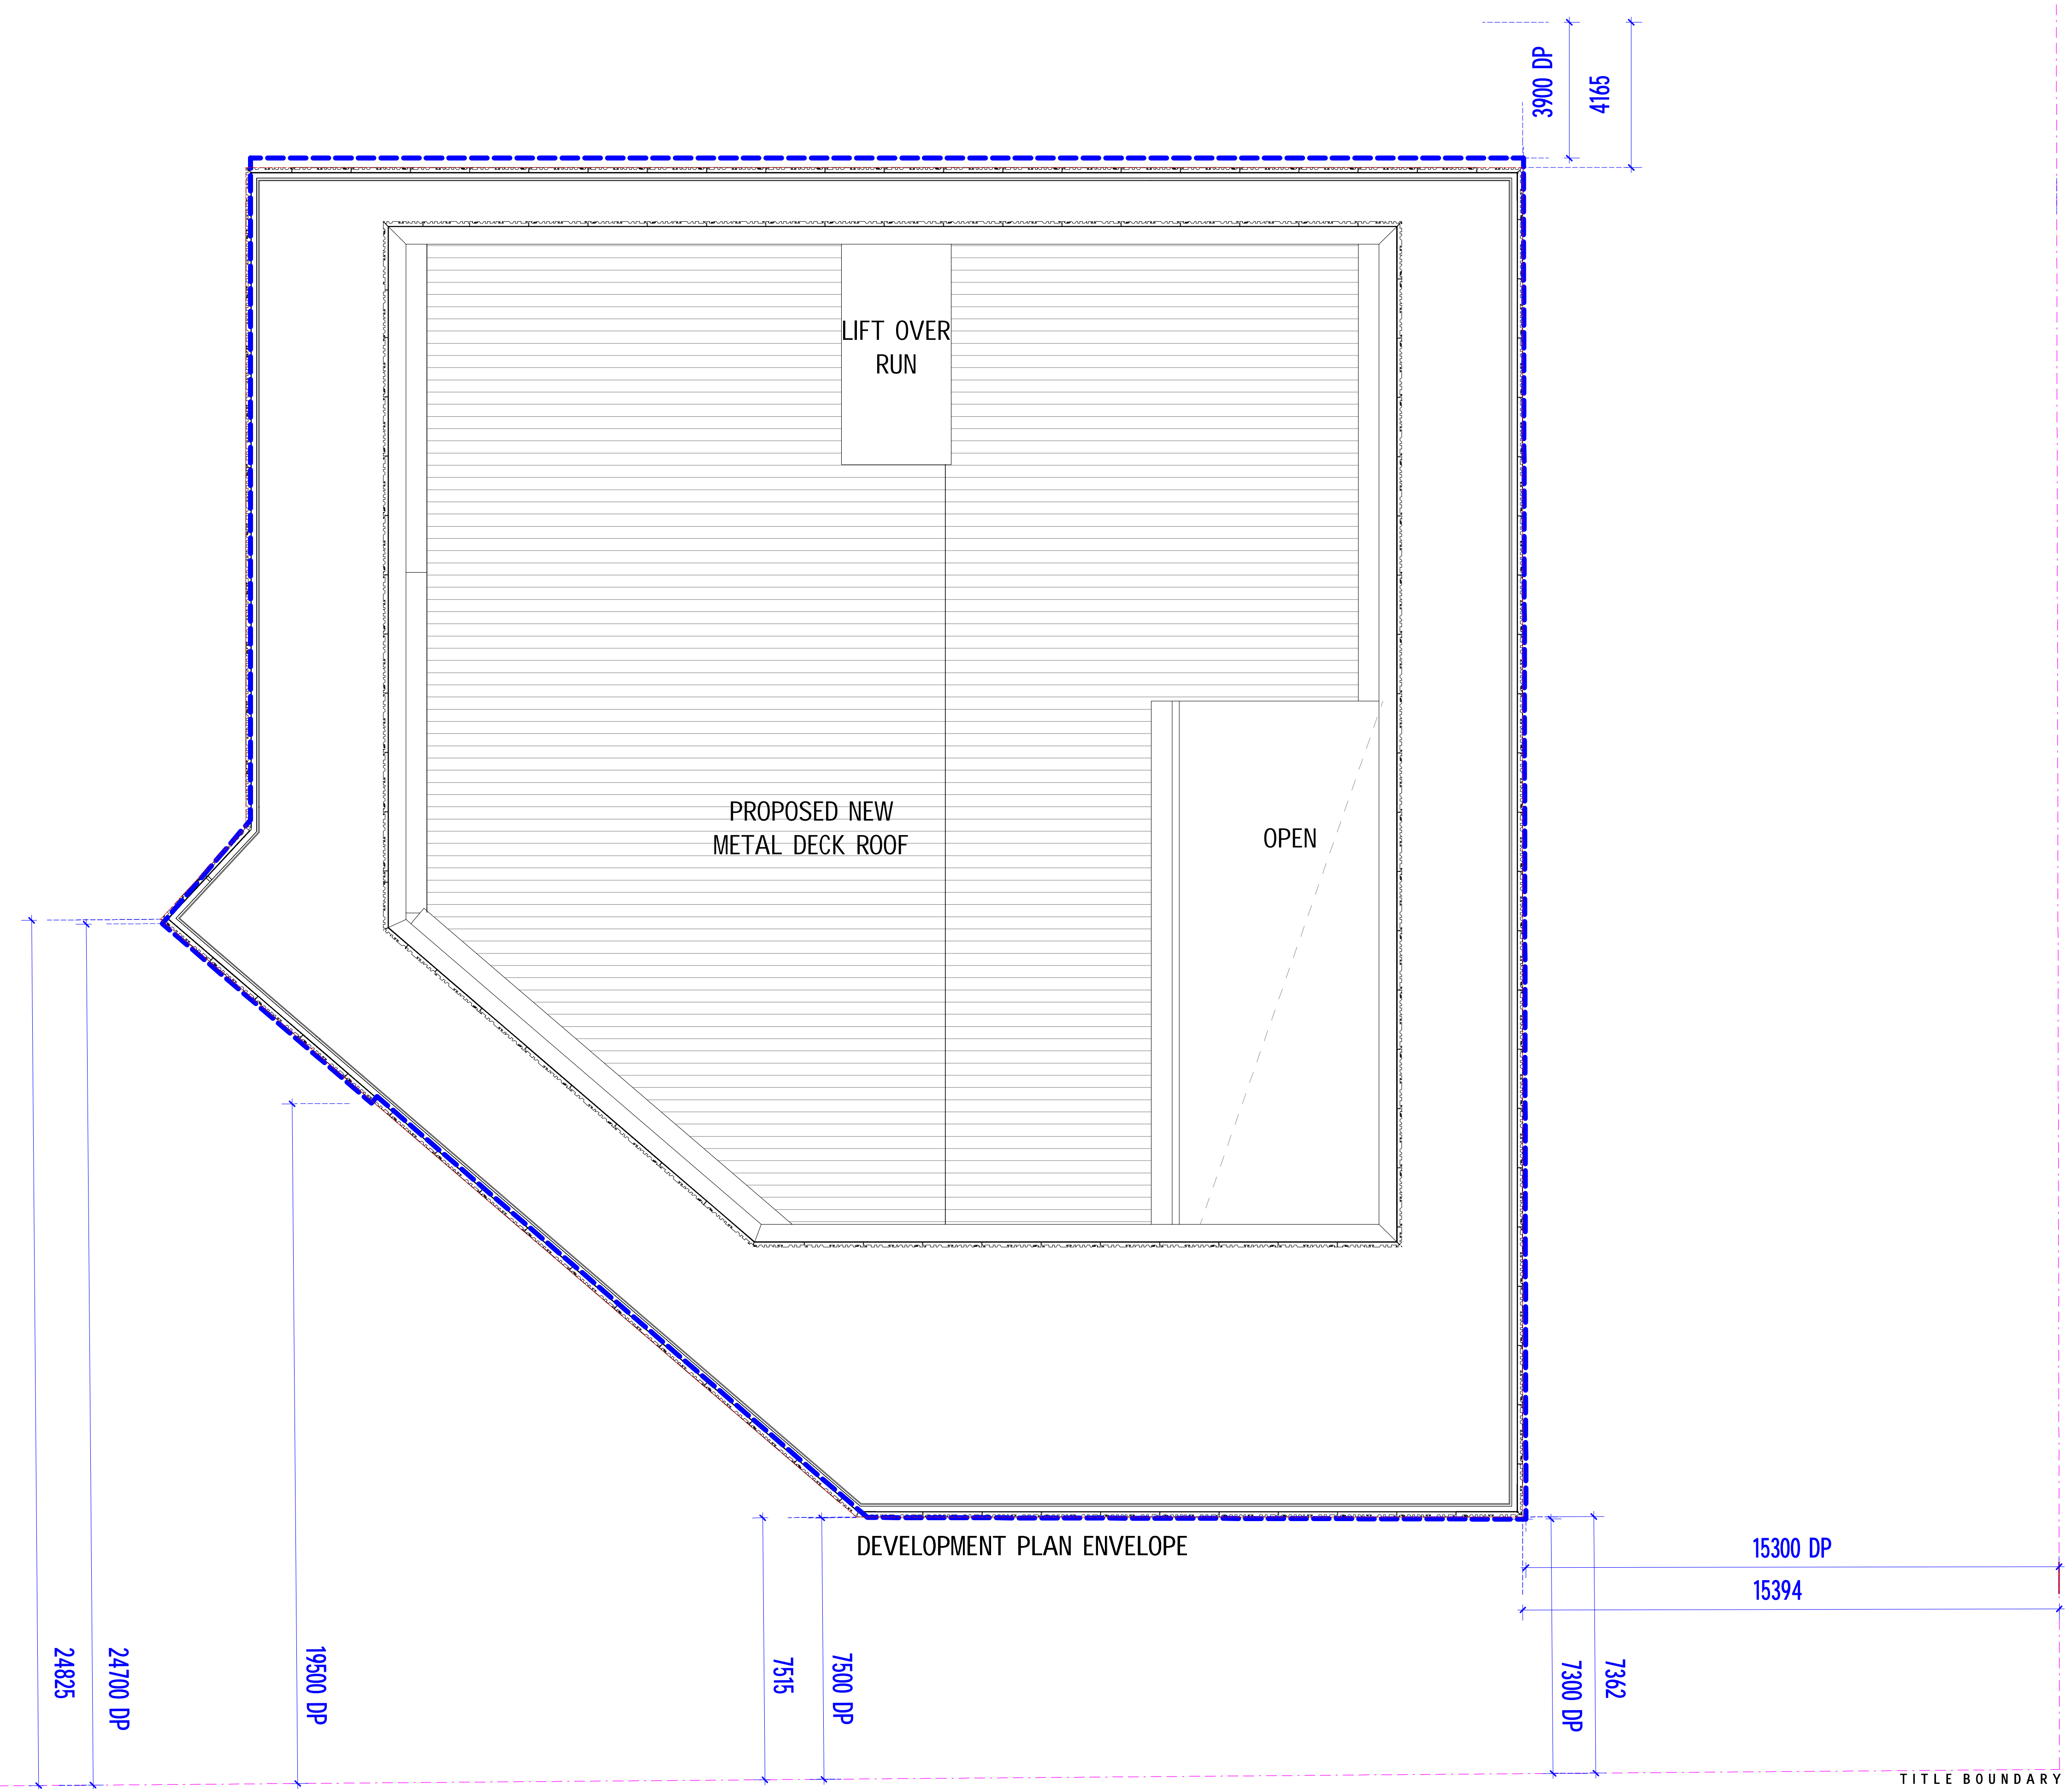 3900 DP
4165
LIFT OVER
RUN
PROPOSED NEW
METAL DECK ROOF
OPEN
DEVELOPMENT PLAN ENVELOPE
15300 DP
15394
24825
24700 DP
19500 DP
7515
7500 DP
7300 DP
7362
TITLE BOUNDARY